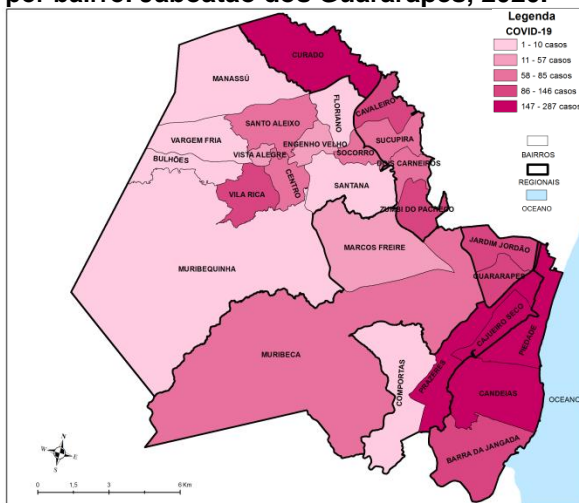 por bairro. Jaboatão dos Guararapes, 2020.
Legenda
COVID-19
1 - 10 casos
11 - 57 casos
58 - 85 casos
86 - 146 casos
147 - 287 casos
BAIRROS
REGIONAIS
OCEANO
CURADO
MANASSÚ
FLORIANO
CAVALEIRO
SANTO ALEIXO
SUCUPIRA
VARGEM FRIA
ENGENHO VELHO
SOCORRO
BULHÕES
VISTA ALEGRE
DOIS CARNEIROS
CENTRO
SANTANA
VILA RICA
ZUMBI DO PACHECO
MARCOS FREIRE
JARDIM JORDÃO
MURIBEQUINHA
GUARARAPES
CAJUEIRO SECO
PIEDADE
MURIBECA
COMPORTAS
PRAZERES
CANDEIAS
OCEANO
BARRA DA JANGADA
N
W E
S
0 1,5 3 6 Km